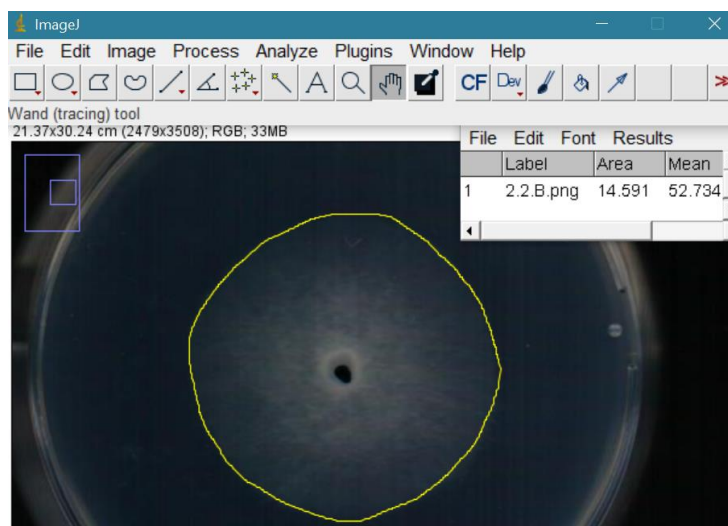 ImageJ
File Edit Image Process Analyze Plugins Window Help
A CF Dev
Wand (tracing) tool
21.37x30.24 cm (2479x3508); RGB; 33MB
File Edit Font Results
Label Area Mean
1 2.2.B.png 14.591 52.734